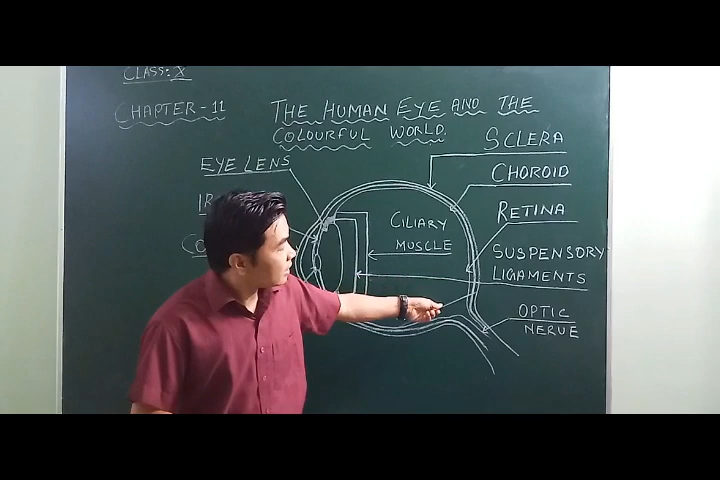 CLASS: X
CHAPTER-11
THE HUMAN EYE AND THE
COLOURFUL WORLD.
SCLERA
EYE LENS
CHOROID
RETINA
CILIARY
MUSCLE
SUSPENSORY
LIGAMENTS
OPTIC
NERVE